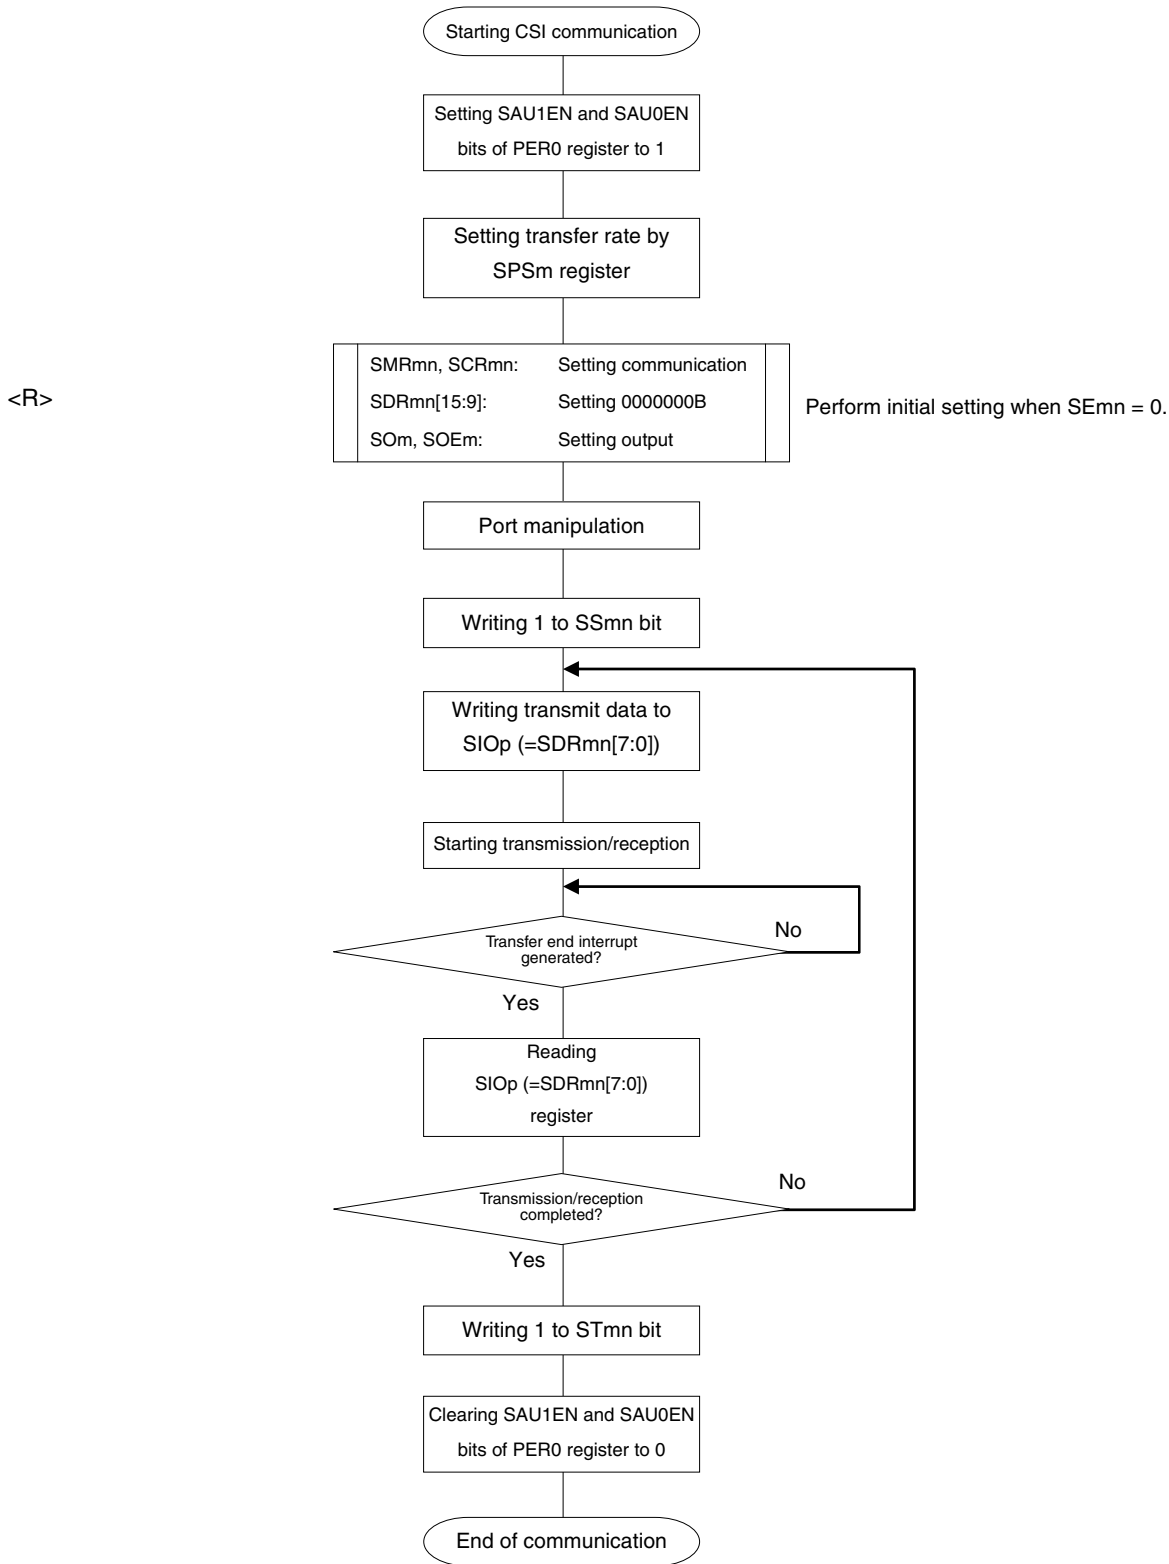 Starting CSI communication
Setting SAU1EN and SAU0EN
bits of PER0 register to 1
Setting transfer rate by
SPSm register
<R>
SMRmn, SCRmn: Setting communication
SDRmn[15:9]: Setting 0000000B
SOm, SOEm: Setting output
Perform initial setting when SEmn = 0.
Port manipulation
Writing 1 to SSmn bit
Writing transmit data to
SIOp (=SDRmn[7:0])
Starting transmission/reception
Transfer end interrupt
generated?
No
Yes
Reading
SIOp (=SDRmn[7:0])
register
Transmission/reception
completed?
No
Yes
Writing 1 to STmn bit
Clearing SAU1EN and SAU0EN
bits of PER0 register to 0
End of communication